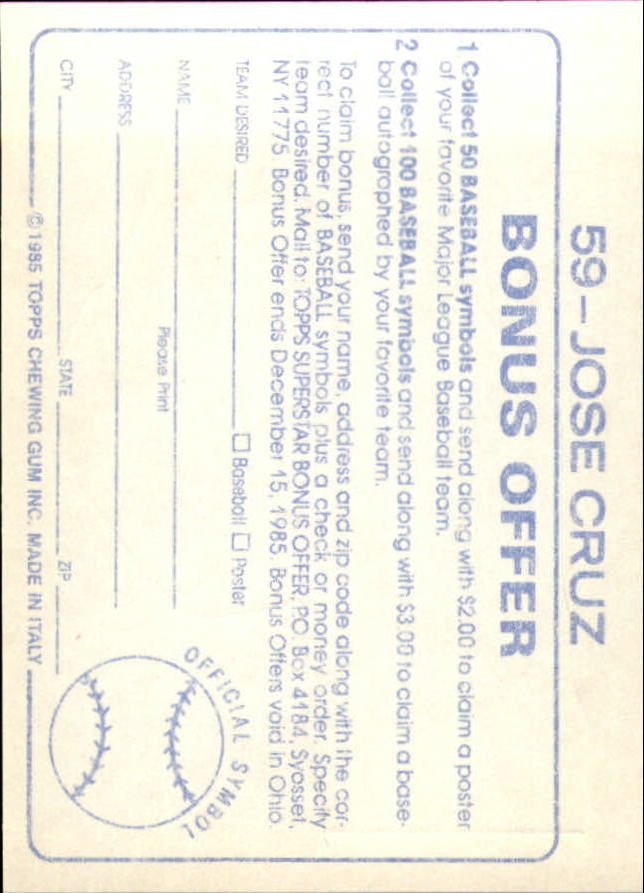 59–JOSE CRUZ
BONUS OFFER
1 Collect 50 BASEBALL symbols and send along with $2.00 to claim a poster
of your favorite Major League Baseball team.
2 Collect 100 BASEBALL symbols and send along with $3.00 to claim a base-
ball autographed by your favorite team.
To claim bonus, send your name, address and zip code along with the cor-
rect number of BASEBALL symbols plus a check or money order. Specify
team desired. Mail to: TOPPS SUPERSTAR BONUS OFFER, P.O. Box 4184, Syosset,
NY 11775. Bonus Offer ends December 15, 1985. Bonus Offers void in Ohio.
TEAM DESIRED ☐ Baseball ☐ Poster
NAME
Please Print
ADDRESS
CITY STATE ZIP
OFFICIAL SYMBOL
© 1985 TOPPS CHEWING GUM INC. MADE IN ITALY